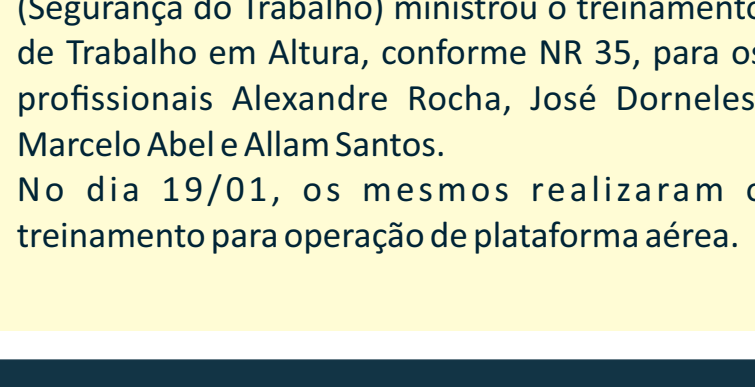 (Segurança do Trabalho) ministrou o treinamento
de Trabalho em Altura, conforme NR 35, para os
profissionais Alexandre Rocha, José Dorneles
Marcelo Abel e Allam Santos.
No dia 19/01, os mesmos realizaram o
treinamento para operação de plataforma aérea.